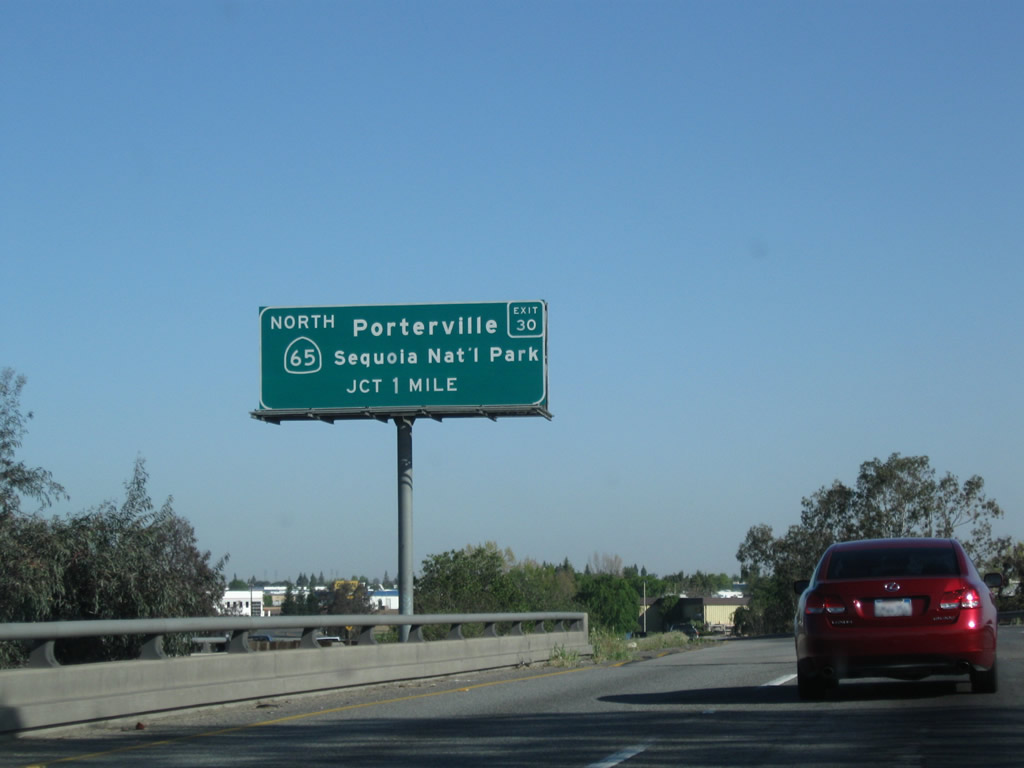 NORTH Porterville EXIT 30
65 Sequoia Nat'l Park
JCT 1 MILE